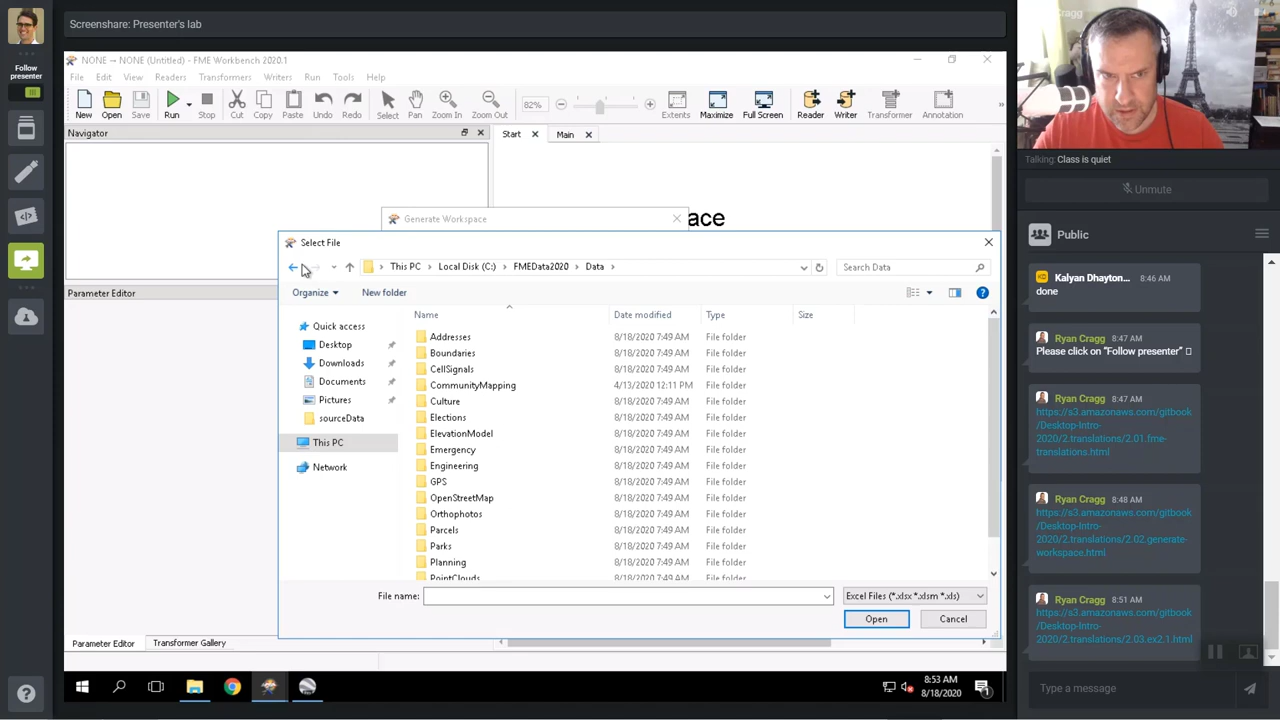 Screenshare: Presenter's lab
Follow
presenter
NONE → NONE (Untitled) - FME Workbench 2020.1
File Edit View Readers Transformers Writers Run Tools Help
New Open Save Run Stop Cut Copy Paste Undo Redo Select Pan Zoom In Zoom Out 82% Extents Maximize Full Screen Reader Writer Transformer Annotation
Navigator
Start Main
Generate Workspace
ace
Parameter Editor
Select File
This PC Local Disk (C:) FMEData2020 Data
Search Data
Organize New folder
Name Date modified Type Size
Quick access
Desktop
Downloads
Documents
Pictures
sourceData
This PC
Network
Addresses 8/18/2020 7:49 AM File folder
Boundaries 8/18/2020 7:49 AM File folder
CellSignals 8/18/2020 7:49 AM File folder
CommunityMapping 4/13/2020 12:11 PM File folder
Culture 8/18/2020 7:49 AM File folder
Elections 8/18/2020 7:49 AM File folder
ElevationModel 8/18/2020 7:49 AM File folder
Emergency 8/18/2020 7:49 AM File folder
Engineering 8/18/2020 7:49 AM File folder
GPS 8/18/2020 7:49 AM File folder
OpenStreetMap 8/18/2020 7:49 AM File folder
Orthophotos 8/18/2020 7:49 AM File folder
Parcels 8/18/2020 7:49 AM File folder
Parks 8/18/2020 7:49 AM File folder
Planning 8/18/2020 7:49 AM File folder
PointClouds 8/18/2020 7:49 AM File folder
File name: Excel Files (*.xlsx *.xlsm *.xls)
Open Cancel
Parameter Editor Transformer Gallery
8:53 AM
8/18/2020
Cragg
Talking: Class is quiet
Unmute
Public
KD
Kalyan Dhayton... 8:46 AM
done
Ryan Cragg 8:47 AM
Please click on "Follow presenter"
Ryan Cragg 8:47 AM
https://s3.amazonaws.com/gitbook
/Desktop-Intro-
2020/2.translations/2.01.fme-
translations.html
Ryan Cragg 8:48 AM
https://s3.amazonaws.com/gitbook
/Desktop-Intro-
2020/2.translations/2.02.generate-
workspace.html
Ryan Cragg 8:51 AM
https://s3.amazonaws.com/gitbook
/Desktop-Intro-
2020/2.translations/2.03.ex2.1.html
Type a message